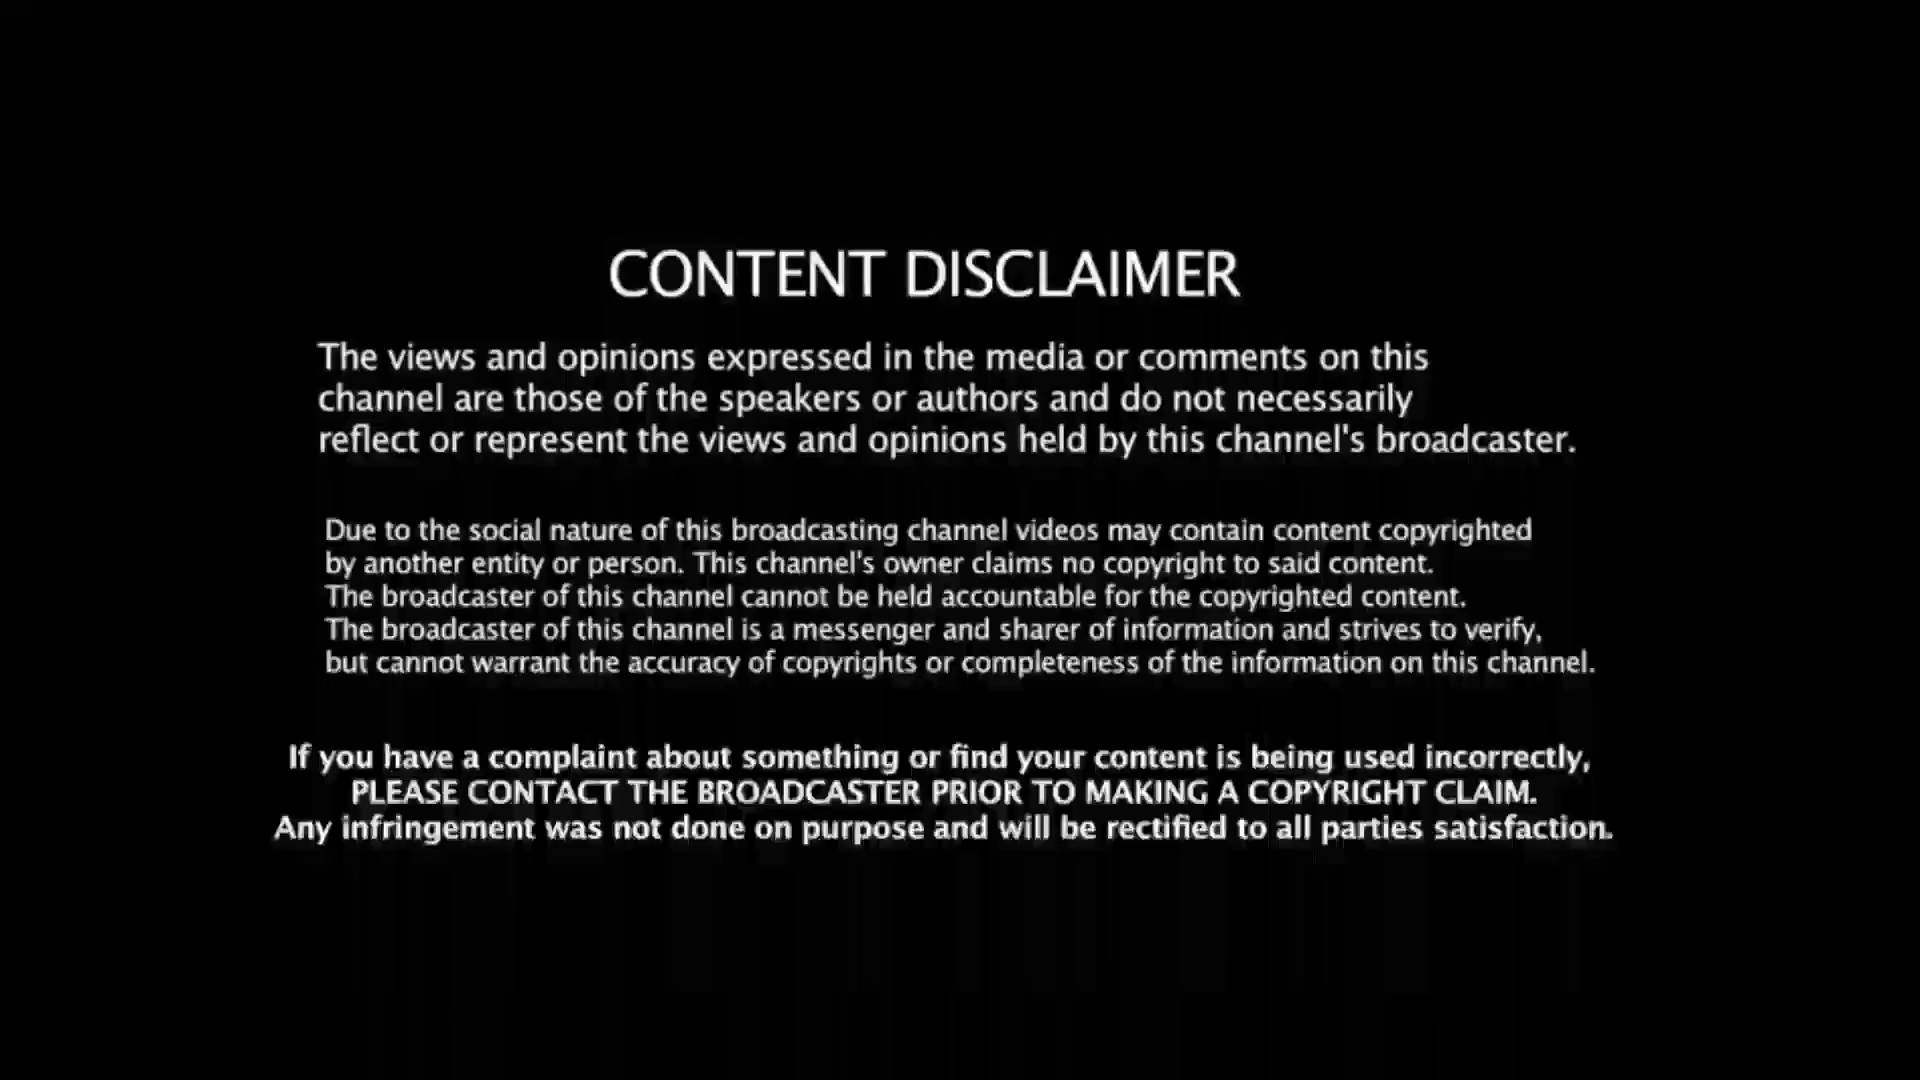 CONTENT DISCLAIMER
The views and opinions expressed in the media or comments on this
channel are those of the speakers or authors and do not necessarily
reflect or represent the views and opinions held by this channel's broadcaster.
Due to the social nature of this broadcasting channel videos may contain content copyrighted
by another entity or person. This channel's owner claims no copyright to said content.
The broadcaster of this channel cannot be held accountable for the copyrighted content.
The broadcaster of this channel is a messenger and sharer of information and strives to verify,
but cannot warrant the accuracy of copyrights or completeness of the information on this channel.
If you have a complaint about something or find your content is being used incorrectly,
PLEASE CONTACT THE BROADCASTER PRIOR TO MAKING A COPYRIGHT CLAIM.
Any infringement was not done on purpose and will be rectified to all parties satisfaction.